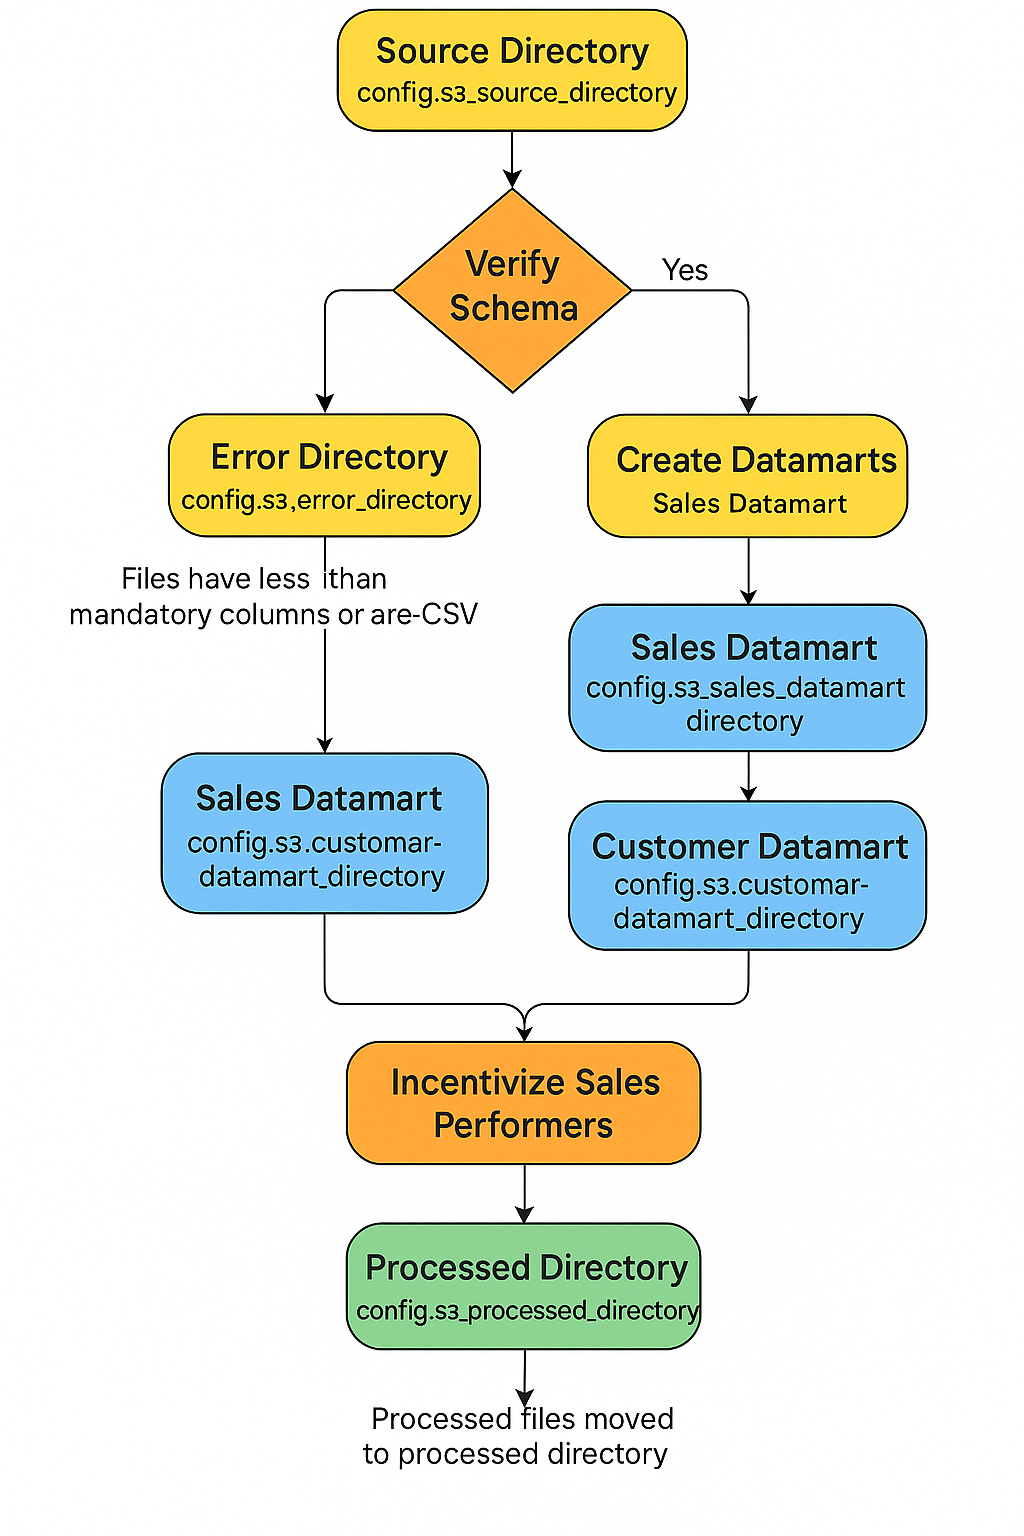 Source Directory
config.s3_source_directory
Verify
Schema
Yes
Error Directory
config.s3,error_directory
Files have less ithan
mandatory columns or are-CSV
Create Datamarts
Sales Datamart
Sales Datamart
config.s3_sales_datamart
directory
Sales Datamart
config.s3.customar-
datamart_directory
Customer Datamart
config.s3.customar-
datamart_directory
Incentivize Sales
Performers
Processed Directory
config.s3_processed_directory
Processed files moved
to processed directory